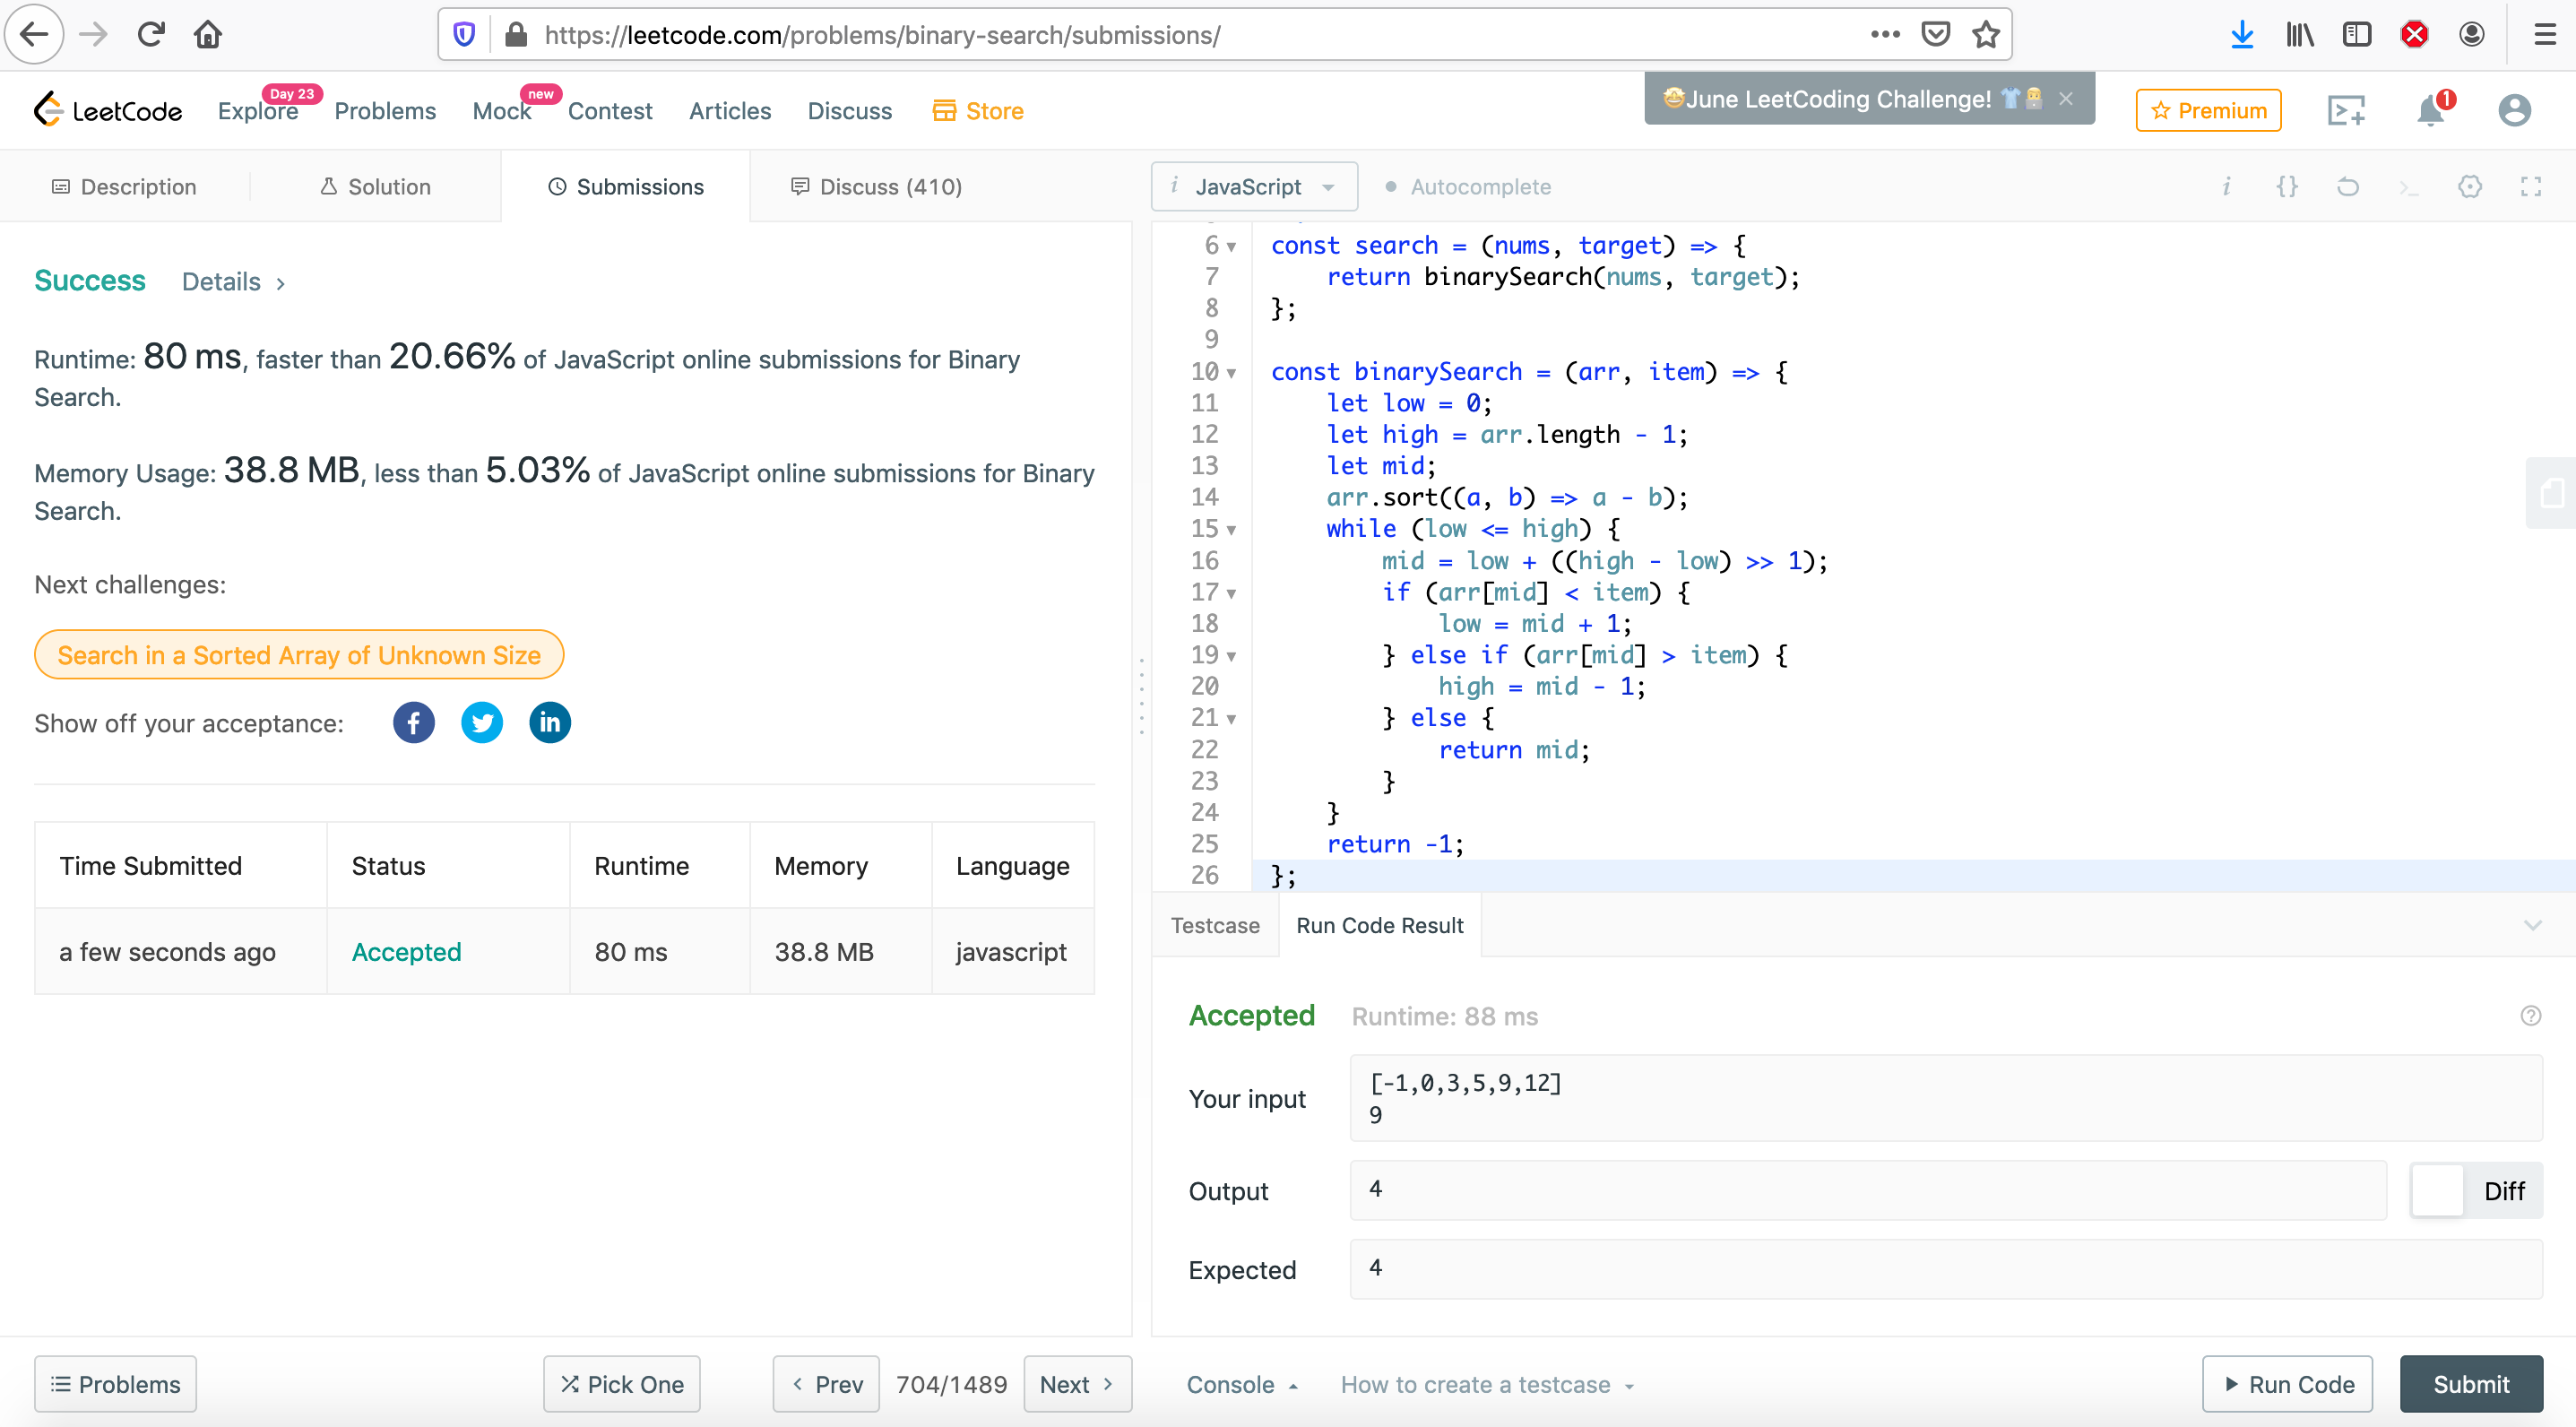 https://leetcode.com/problems/binary-search/submissions/
LeetCode
Explore
Day 23
Problems
Mock
new
Contest
Articles
Discuss
Store
🤩June LeetCoding Challenge! 👕👩‍💻
Premium
1
Description
Solution
Submissions
Discuss (410)
Success Details
Runtime: 80 ms, faster than 20.66% of JavaScript online submissions for Binary
Search.
Memory Usage: 38.8 MB, less than 5.03% of JavaScript online submissions for Binary
Search.
Next challenges:
Search in a Sorted Array of Unknown Size
Show off your acceptance:
f
in
Time Submitted Status Runtime Memory Language
a few seconds ago Accepted 80 ms 38.8 MB javascript
i JavaScript
Autocomplete
i {}
6 const search = (nums, target) => {
7 return binarySearch(nums, target);
8 };
9
10 const binarySearch = (arr, item) => {
11 let low = 0;
12 let high = arr.length - 1;
13 let mid;
14 arr.sort((a, b) => a - b);
15 while (low <= high) {
16 mid = low + ((high - low) >> 1);
17 if (arr[mid] < item) {
18 low = mid + 1;
19 } else if (arr[mid] > item) {
20 high = mid - 1;
21 } else {
22 return mid;
23 }
24 }
25 return -1;
26 };
Testcase Run Code Result
Accepted Runtime: 88 ms
Your input
[-1,0,3,5,9,12]
9
Output
4
Diff
Expected
4
Problems
Pick One
Prev
704/1489
Next
Console
How to create a testcase
Run Code
Submit